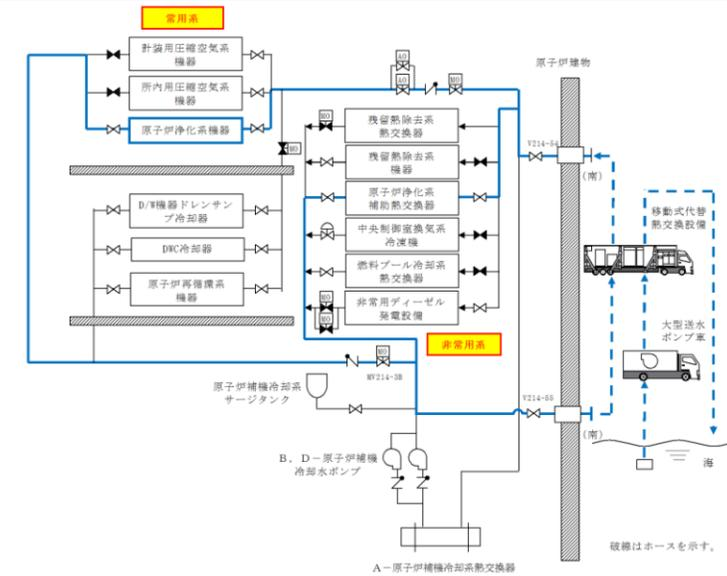 常用系
計装用圧縮空気系
機器
所内用圧縮空気系
機器
原子炉浄化系機器
AO
AO
MO
MO
原子炉建物
残留熱除去系
熱交換器
MO
残留熱除去系
機器
原子炉浄化系
補助熱交換器
中央制御室換気系
冷凍機
燃料プール冷却系
熱交換器
非常用ディーゼル
発電設備
MO
MO
非常用系
D/W機器ドレンサン
プ冷却器
DWC冷却器
原子炉再循環系
機器
V214-54
(南)
移動式代替
熱交換設備
大型送水
ポンプ車
MO
MV214-3B
原子炉補機冷却系
サージタンク
V214-55
(南)
海
B,D-原子炉補機
冷却水ポンプ
A-原子炉補機冷却系熱交換器
破線はホースを示す。